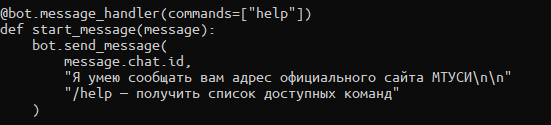 @bot.message_handler(commands=["help"])
def start_message(message):
    bot.send_message(
        message.chat.id,
        "Я умею сообщать вам адрес официального сайта МТУСИ\n\n"
        "/help — получить список доступных команд"
    )